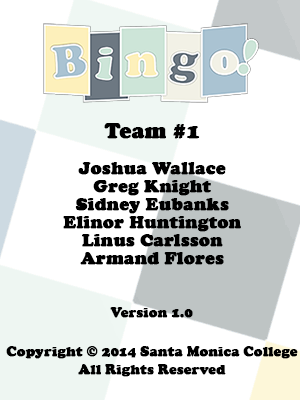 Bingo!
Team #1
Joshua Wallace
Greg Knight
Sidney Eubanks
Elinor Huntington
Linus Carlsson
Armand Flores
Version 1.0
Copyright © 2014 Santa Monica College
All Rights Reserved